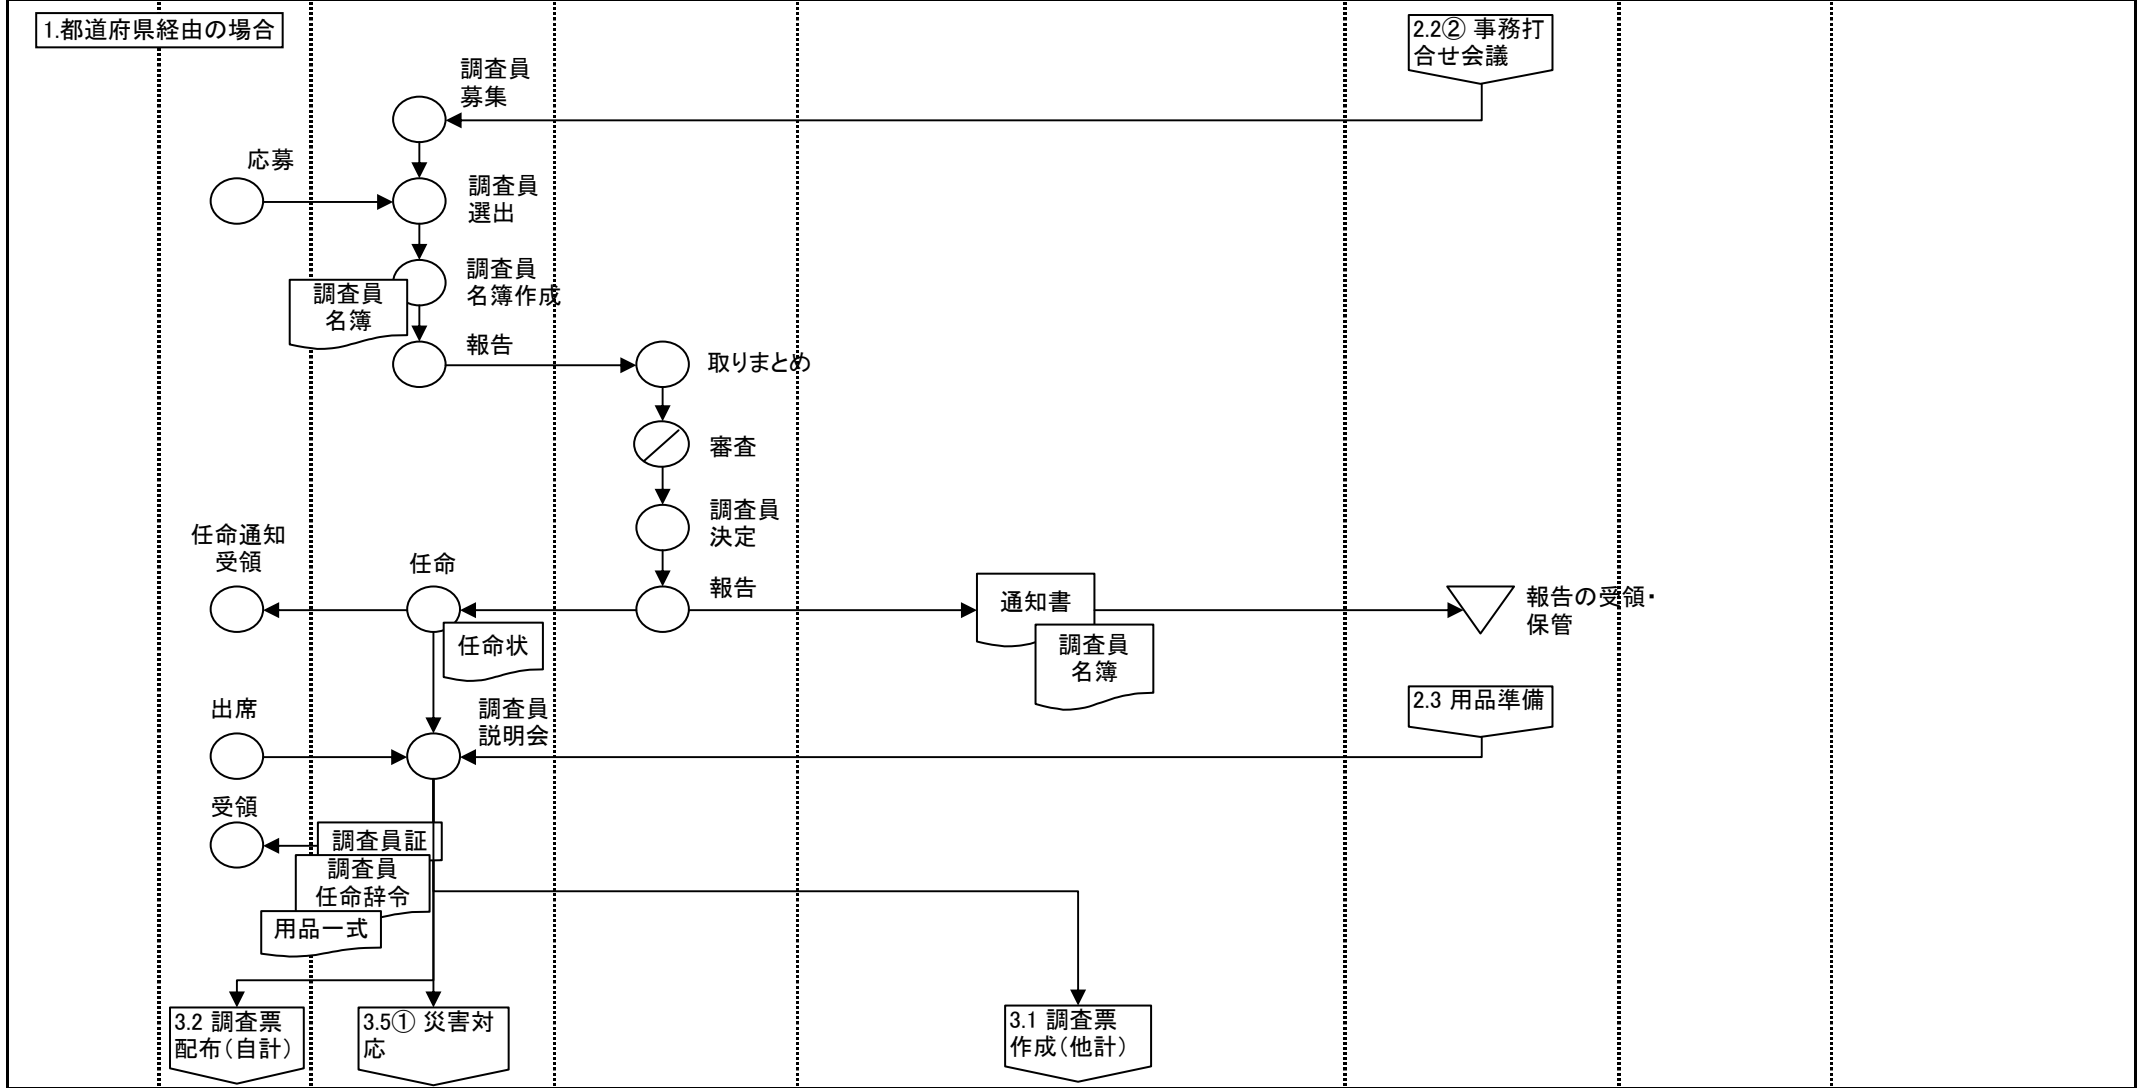 1.都道府県経由の場合
2.2② 事務打
合せ会議
調査員
募集
応募
調査員
選出
調査員
名簿作成
調査員
名簿
報告
取りまとめ
審査
調査員
決定
任命通知
受領
任命
報告
通知書
報告の受領・
保管
任命状
調査員
名簿
出席
調査員
説明会
2.3 用品準備
受領
調査員証
調査員
任命辞令
用品一式
3.2 調査票
配布（自計）
3.5① 災害対
応
3.1 調査票
作成（他計）